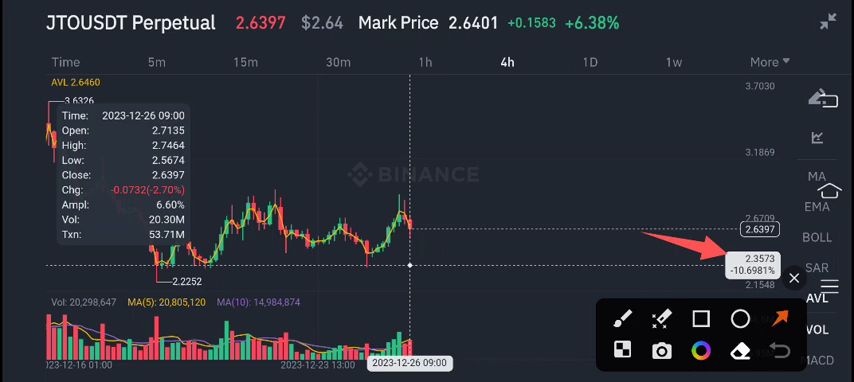 JTOUSDT Perpetual 2.6397 $2.64 Mark Price 2.6401 +0.1583 +6.38%
Time 5m 15m 30m 1h 4h 1D 1w More
AVL 2.6460
3.7030
3.6326
Time: 2023-12-26 09:00
Open: 2.7135
High: 2.7464
Low: 2.5674
Close: 2.6397
Chg: -0.0732(-2.70%)
Ampl: 6.60%
Vol: 20.30M
Txn: 53.71M
BINANCE
3.1869
2.6709
2.6397
2.3573
-10.6981%
2.1548
2.2252
MA
EMA
BOLL
SAR
AVL
VOL
MACD
Vol: 20,298,647 MA(5): 20,805,120 MA(10): 14,984,874
2023-12-16 01:00 2023-12-23 13:00 2023-12-26 09:00